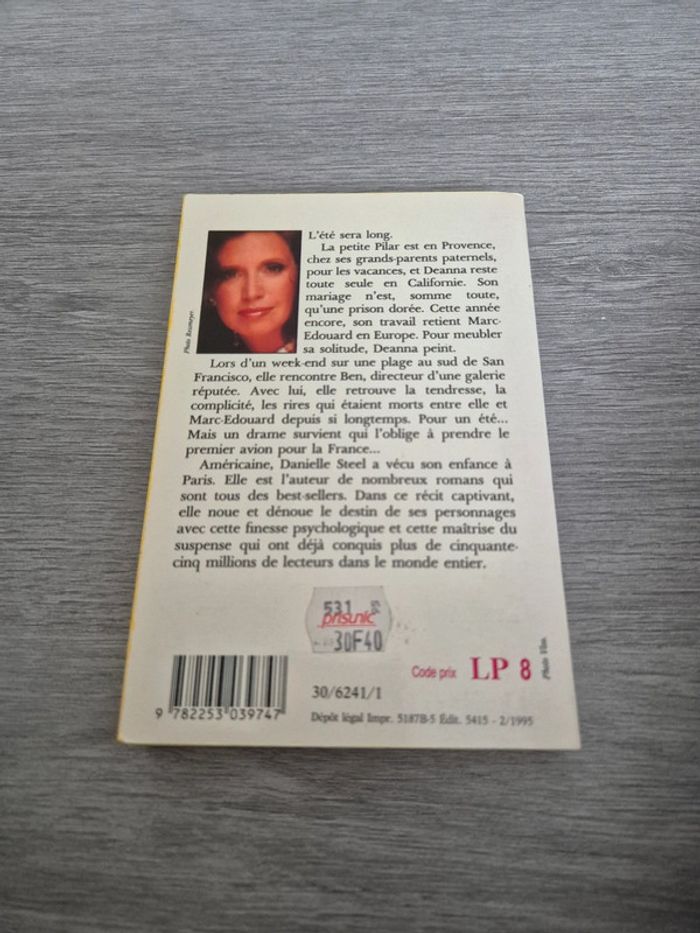 L'été sera long.
La petite Pilar est en Provence,
chez ses grands-parents paternels,
pour les vacances, et Deanna reste
toute seule en Californie. Son
mariage n'est, somme toute,
qu'une prison dorée. Cette année
encore, son travail retient Marc-
Edouard en Europe. Pour meubler
sa solitude, Deanna peint.
Lors d'un week-end sur une plage au sud de San
Francisco, elle rencontre Ben, directeur d'une galerie
réputée. Avec lui, elle retrouve la tendresse, la
complicité, les rires qui étaient morts entre elle et
Marc-Edouard depuis si longtemps. Pour un été...
Mais un drame survient qui l'oblige à prendre le
premier avion pour la France...
Américaine, Danielle Steel a vécu son enfance à
Paris. Elle est l'auteur de nombreux romans qui
sont tous des best-sellers. Dans ce récit captivant,
elle noue et dénoue le destin de ses personnages
avec cette finesse psychologique et cette maîtrise du
suspense qui ont déjà conquis plus de cinquante-
cinq millions de lecteurs dans le monde entier.
Photo
531
prisunic
30F40
Code prix LP 8
Photo
30/6241/1
9 782253 039747
Dépôt légal Impr. 5187B-5 Édit. 5415 - 2/1995